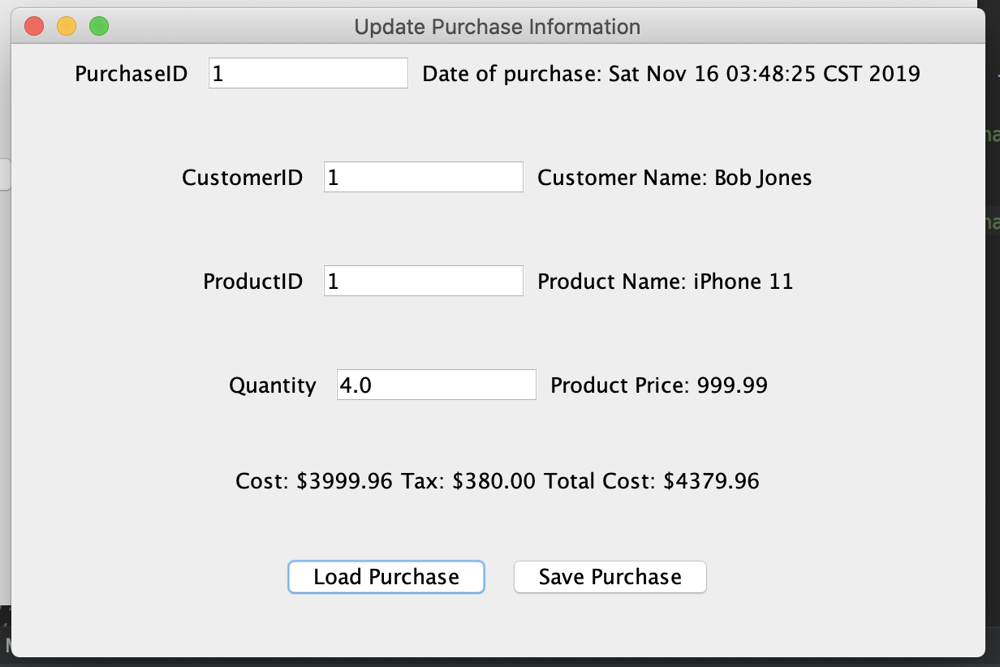 Update Purchase Information
PurchaseID 1 Date of purchase: Sat Nov 16 03:48:25 CST 2019
CustomerID 1 Customer Name: Bob Jones
ProductID 1 Product Name: iPhone 11
Quantity 4.0 Product Price: 999.99
Cost: $3999.96 Tax: $380.00 Total Cost: $4379.96
Load Purchase Save Purchase